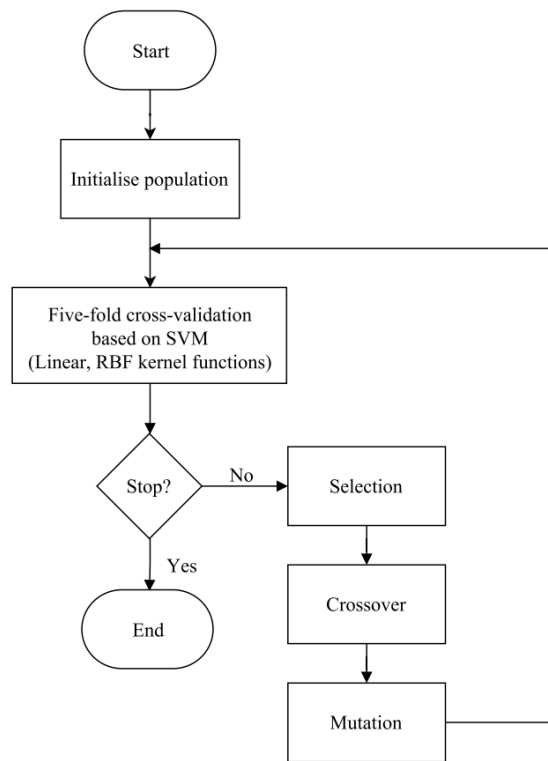 Start
Initialise population
Five-fold cross-validation
based on SVM
(Linear, RBF kernel functions)
Stop?
No
Selection
Yes
Crossover
End
Mutation